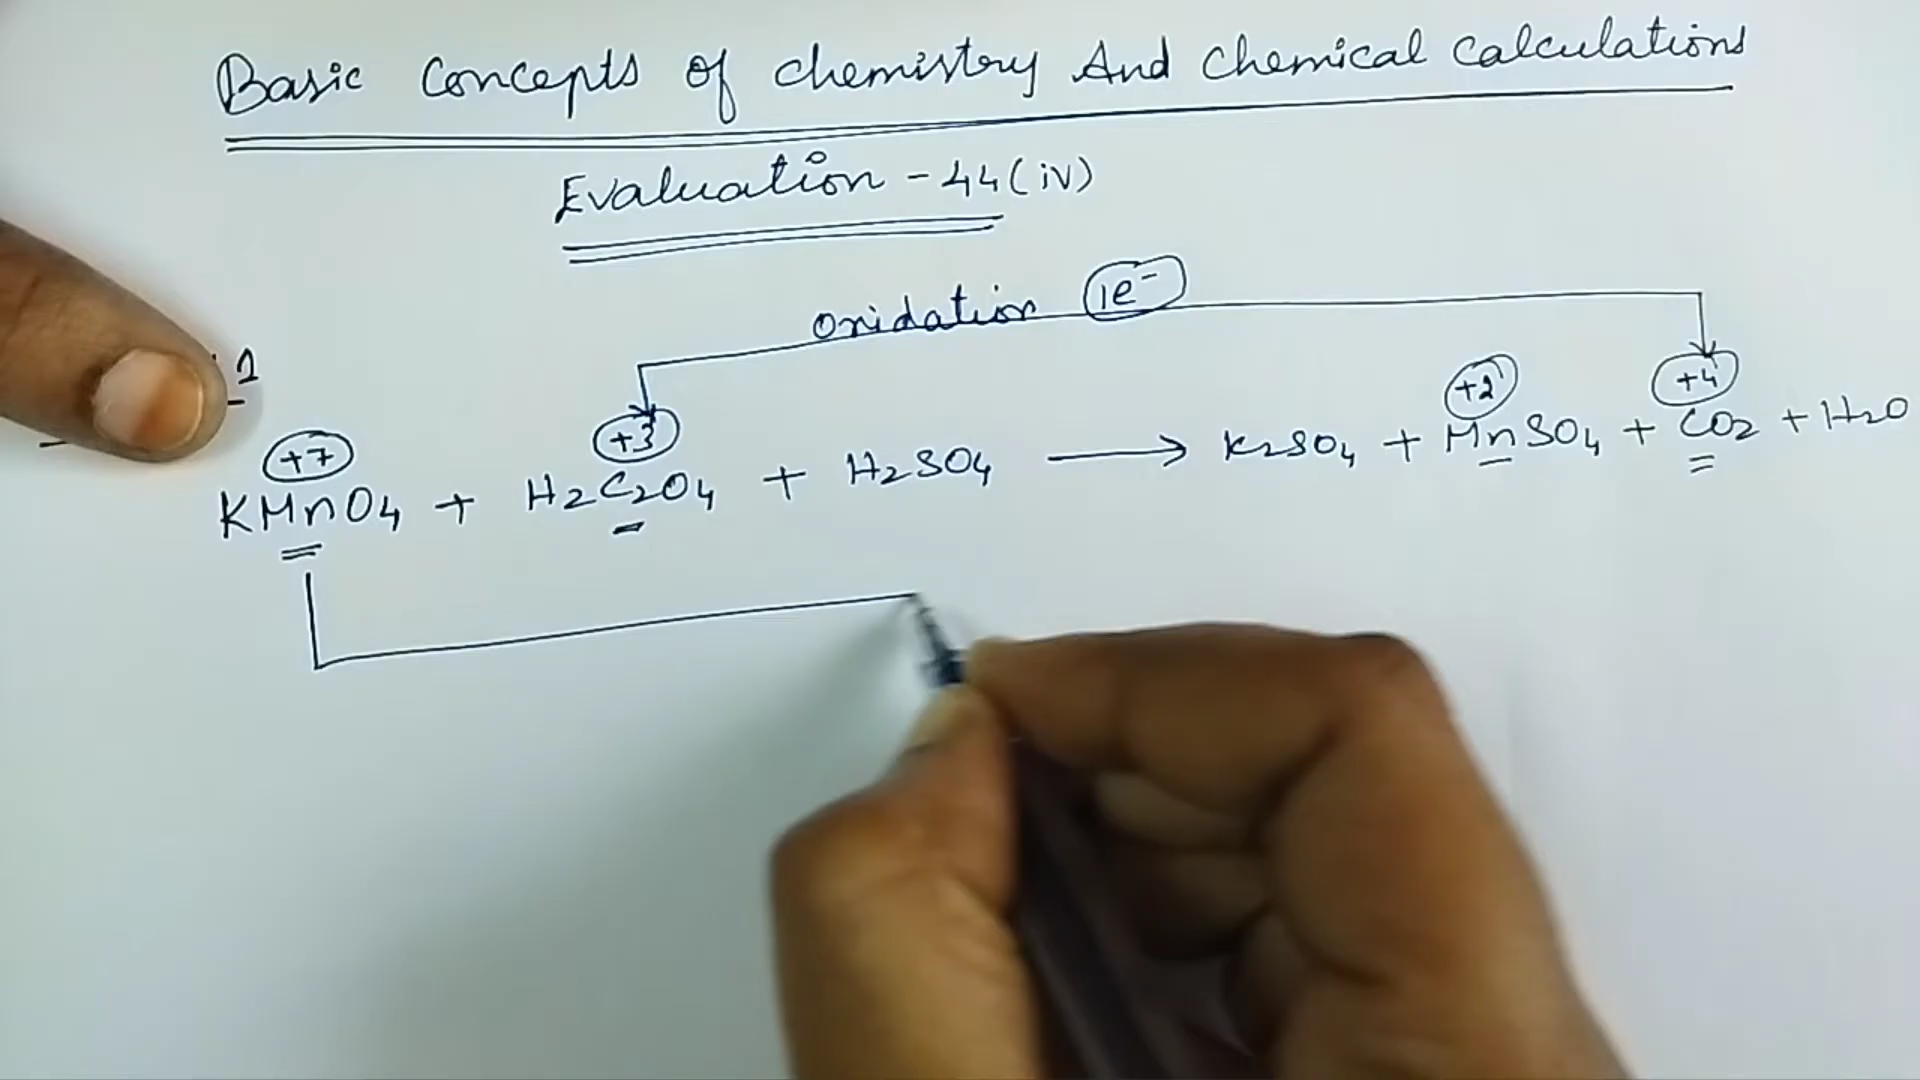 Basic Concepts of Chemistry And Chemical Calculations
Evaluation - 44(iv)
Oxidation 1e⁻
1
+7 +3 +2 +4
KMnO4 + H2C2O4 + H2SO4 ⟶ K2SO4 + MnSO4 + CO2 + H2O